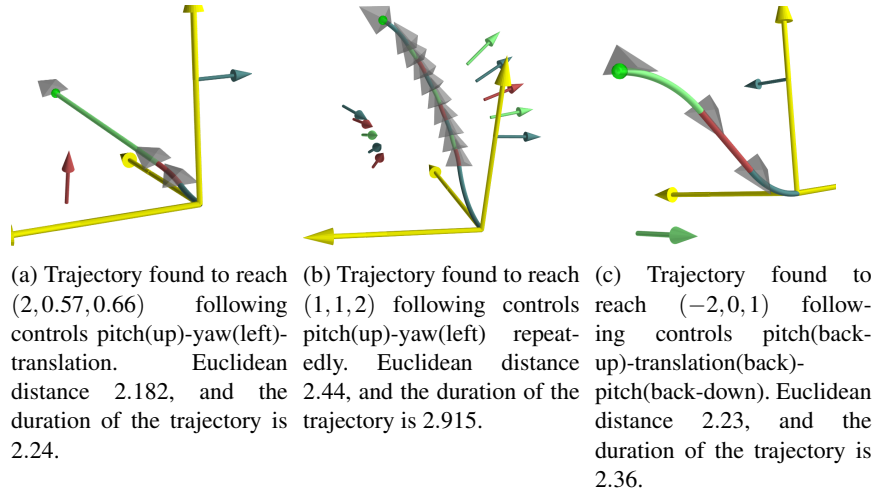 (a) Trajectory found to reach
(2,0.57,0.66) following
controls pitch(up)-yaw(left)-
translation. Euclidean
distance 2.182, and the
duration of the trajectory is
2.24.
(b) Trajectory found to reach
(1,1,2) following controls
pitch(up)-yaw(left) repeat-
edly. Euclidean distance
2.44, and the duration of the
trajectory is 2.915.
(c) Trajectory found to
reach (−2,0,1) follow-
ing controls pitch(back-
up)-translation(back)-
pitch(back-down). Euclidean
distance 2.23, and the
duration of the trajectory is
2.36.